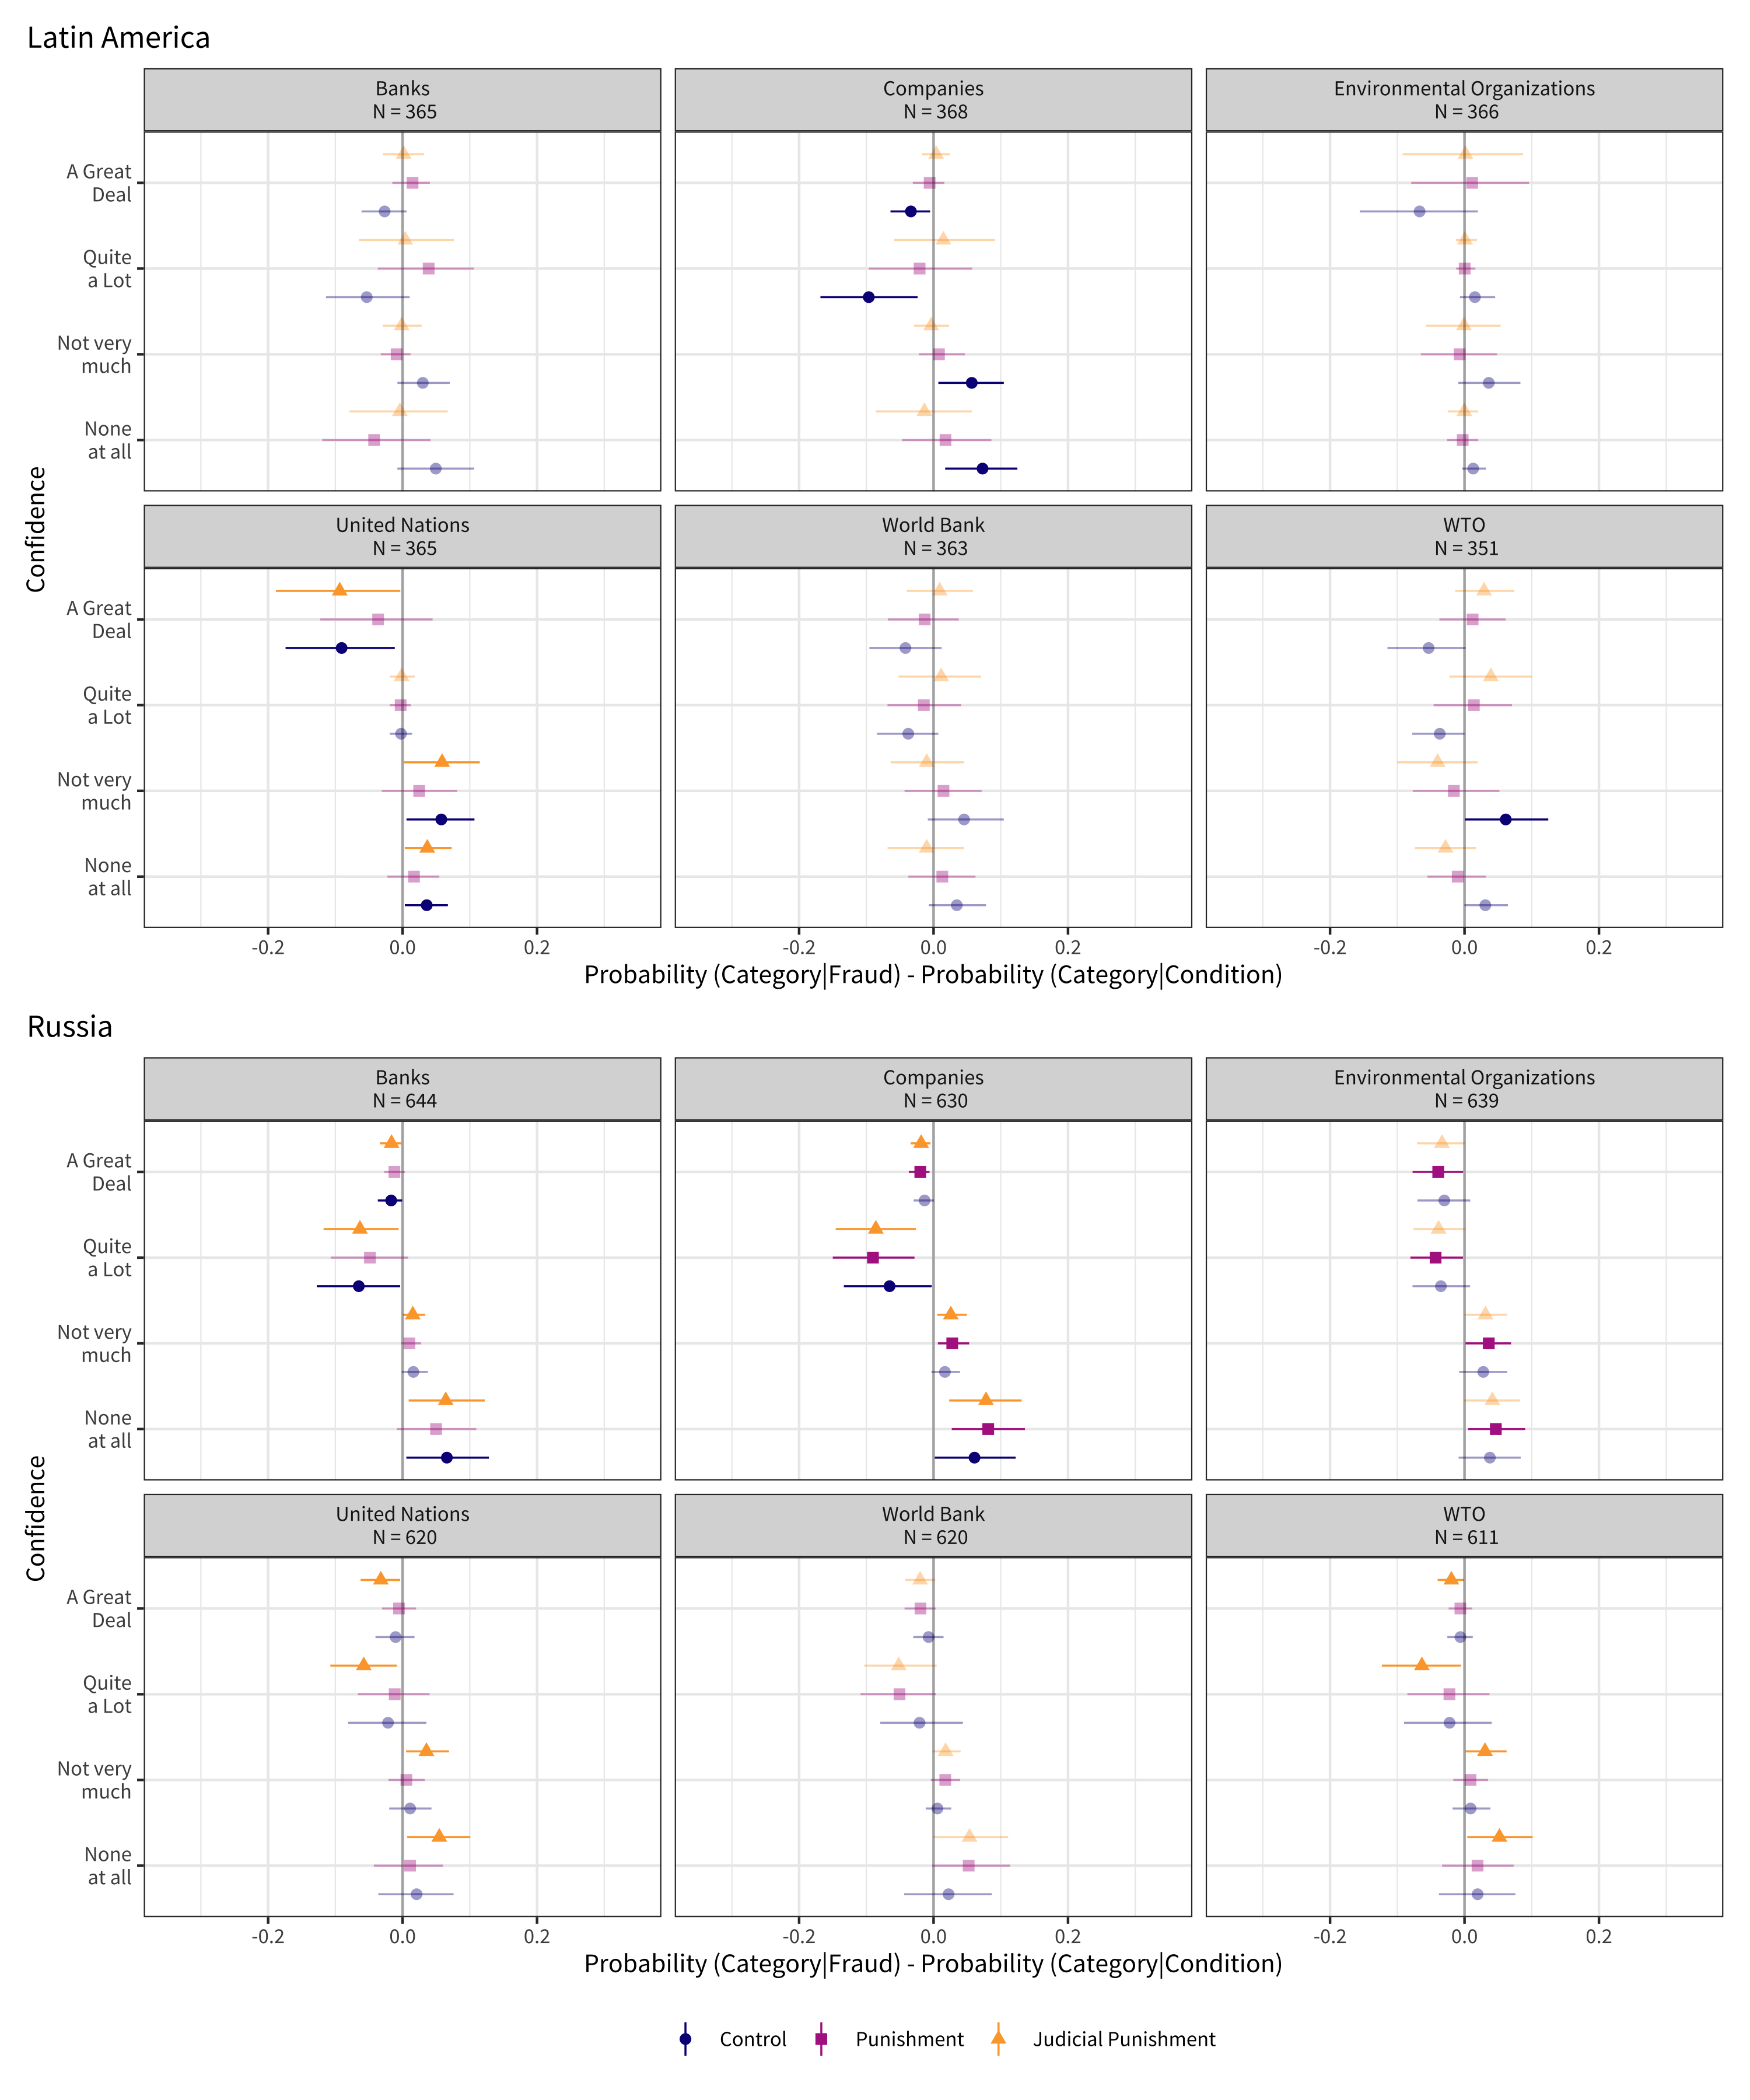 Latin America
Banks
N = 365
Companies
N = 368
Environmental Organizations
N = 366
A Great
Deal
Quite
a Lot
Not very
much
None
at all
Confidence
United Nations
N = 365
World Bank
N = 363
WTO
N = 351
A Great
Deal
Quite
a Lot
Not very
much
None
at all
-0.2
0.0
0.2
-0.2
0.0
0.2
-0.2
0.0
0.2
Probability (Category|Fraud) - Probability (Category|Condition)
Russia
Banks
N = 644
Companies
N = 630
Environmental Organizations
N = 639
A Great
Deal
Quite
a Lot
Not very
much
None
at all
Confidence
United Nations
N = 620
World Bank
N = 620
WTO
N = 611
A Great
Deal
Quite
a Lot
Not very
much
None
at all
-0.2
0.0
0.2
-0.2
0.0
0.2
-0.2
0.0
0.2
Probability (Category|Fraud) - Probability (Category|Condition)
Control
Punishment
Judicial Punishment